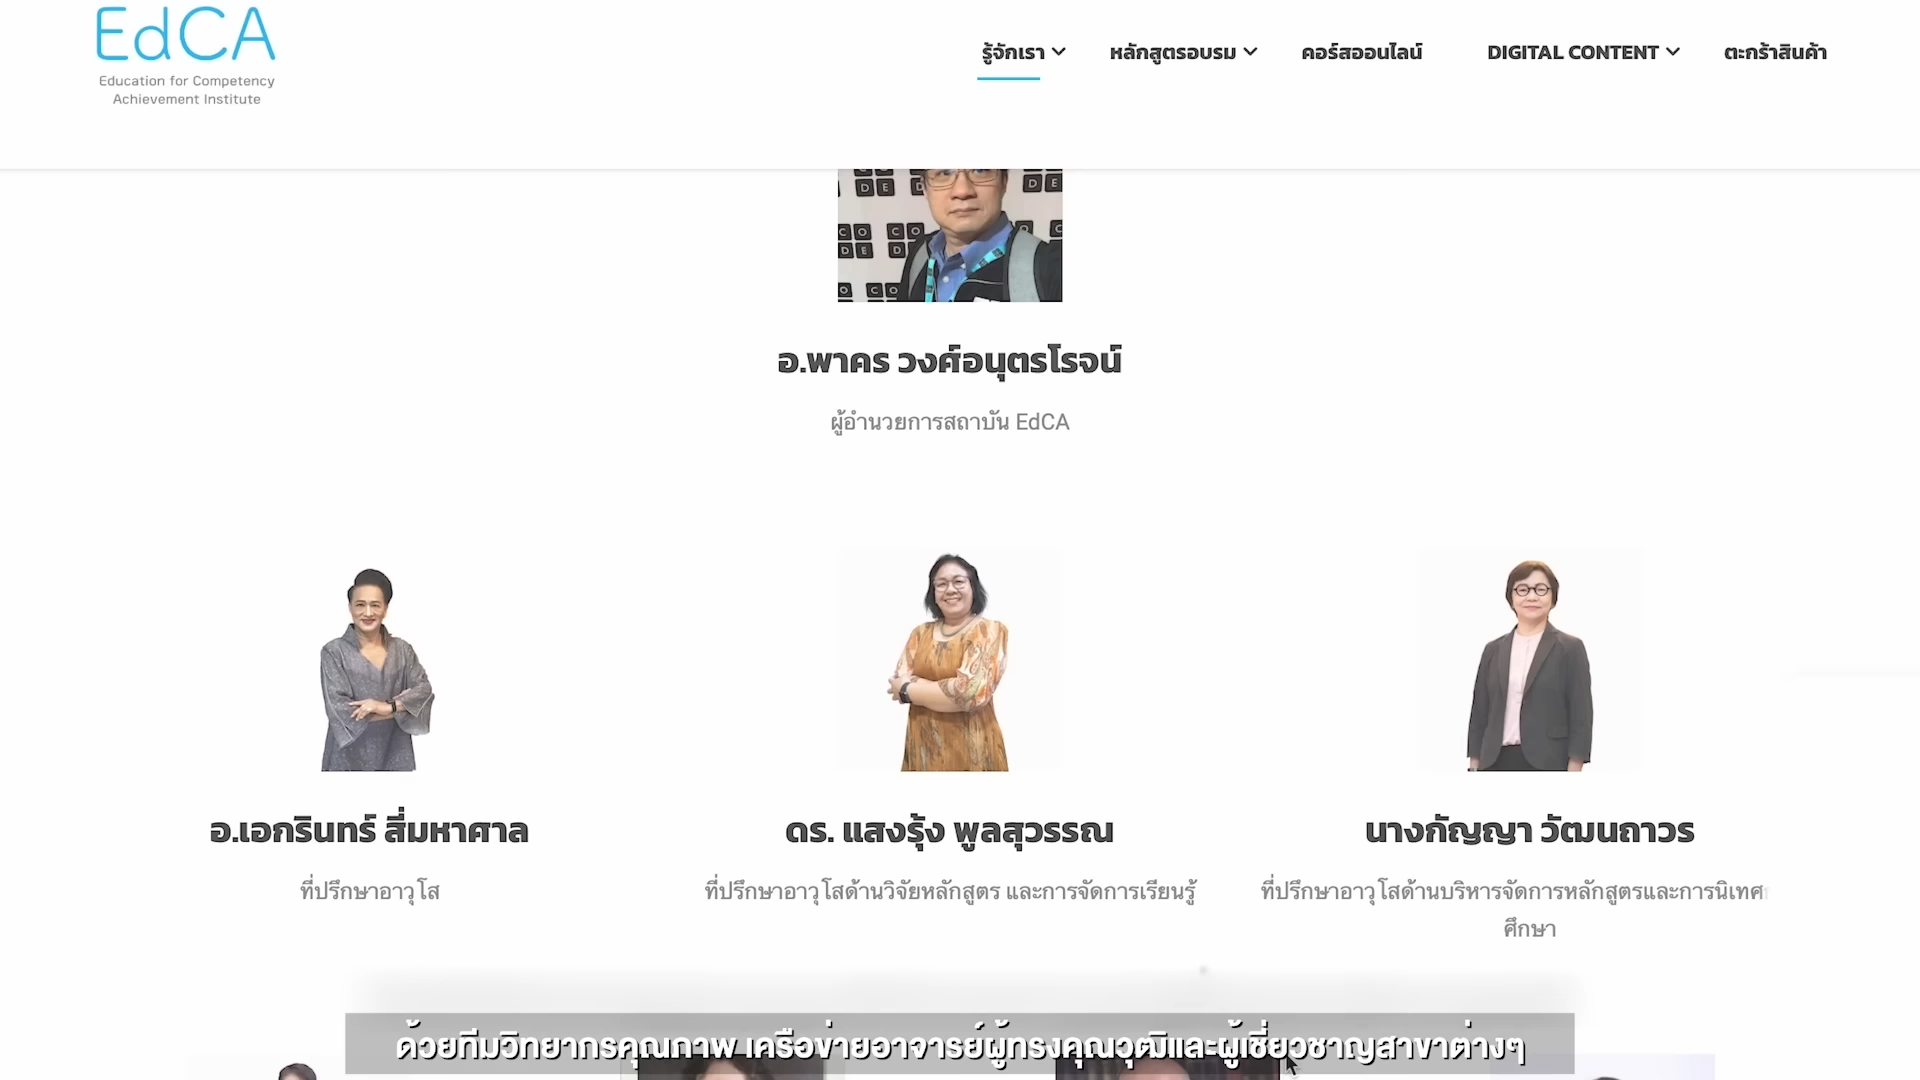 EdCA
Education for Competency
Achievement Institute
รู้จักเรา
หลักสูตรอบรม
คอร์สออนไลน์
DIGITAL CONTENT
ตะกร้าสินค้า
อ.พาคร วงศ์อนุตรโรจน์
ผู้อำนวยการสถาบัน EdCA
อ.เอกรินทร์ สี่มหาศาล
ที่ปรึกษาอาวุโส
ดร. แสงรุ้ง พูลสุวรรณ
ที่ปรึกษาอาวุโสด้านวิจัยหลักสูตร และการจัดการเรียนรู้
นางกัญญา วัฒนถาวร
ที่ปรึกษาอาวุโสด้านบริหารจัดการหลักสูตรและการนิเทศ
ศึกษา
ด้วยทีมวิทยากรคุณภาพ เครือข่ายอาจารย์ผู้ทรงคุณวุฒิและผู้เชี่ยวชาญสาขาต่างๆ